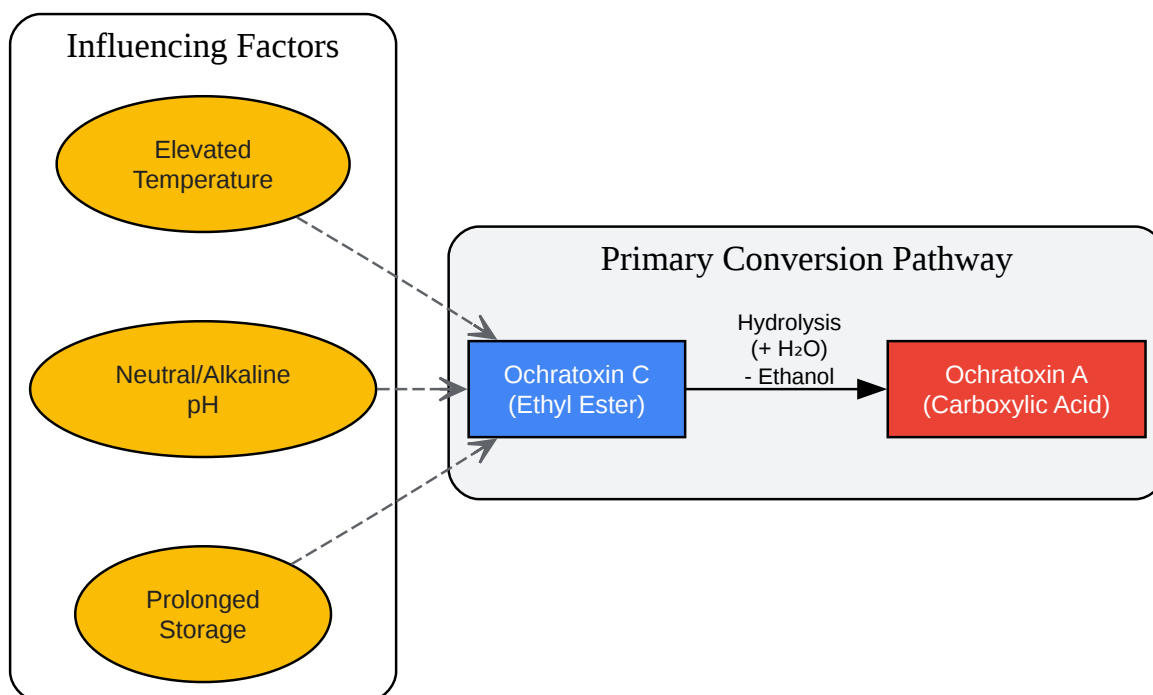 Influencing Factors
Elevated
Temperature
Neutral/Alkaline
pH
Prolonged
Storage
Primary Conversion Pathway
Ochratoxin C
(Ethyl Ester)
Hydrolysis
(+ H₂O)
- Ethanol
Ochratoxin A
(Carboxylic Acid)